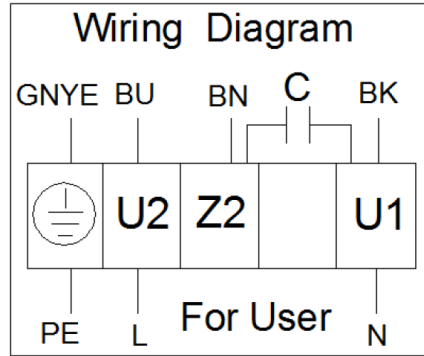 Wiring Diagram
GNYE BU BN C BK
U2 Z2 U1
PE L For User N